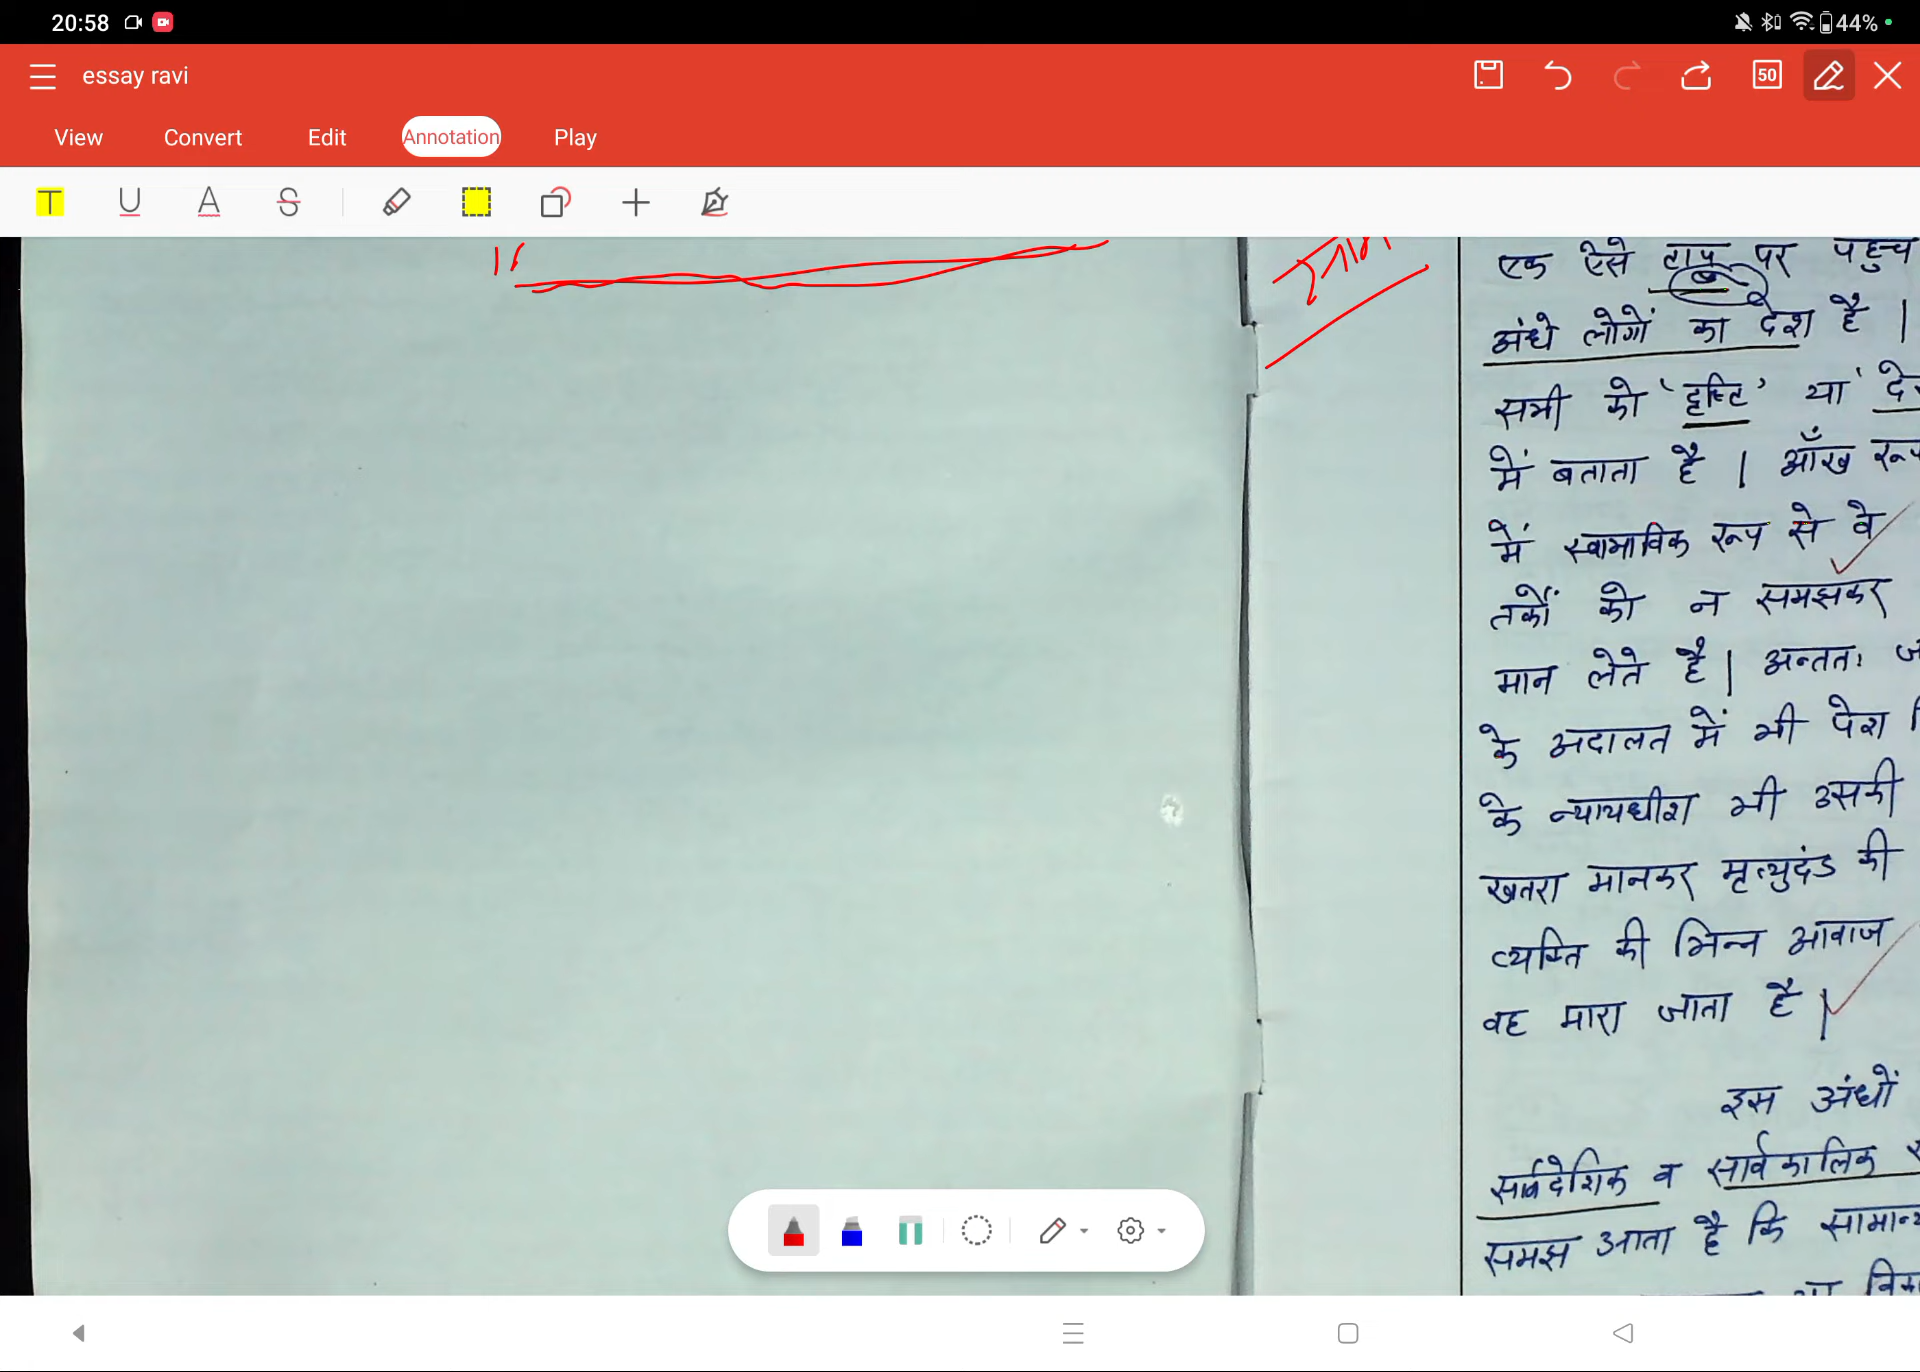 20:58
44%
essay ravi
50
View Convert Edit Annotation Play
एक ऐसे टापू पर पहुच
अंधे लोगों का देश है |
सभी को 'दृष्टि' या
में बताता है | आँख
में स्वाभाविक रूप से वे
तर्कों को न समझकर
मान लेते है | अन्ततः
के अदालत में भी पेश
के न्यायधीश भी उसकी
खतरा मानकर मृत्युदंड की
व्यक्ति की भिन्न आवाज
वह मारा जाता है |
इस अंधों
सार्वदेशिक व सार्वकालिक
समझ आता है कि